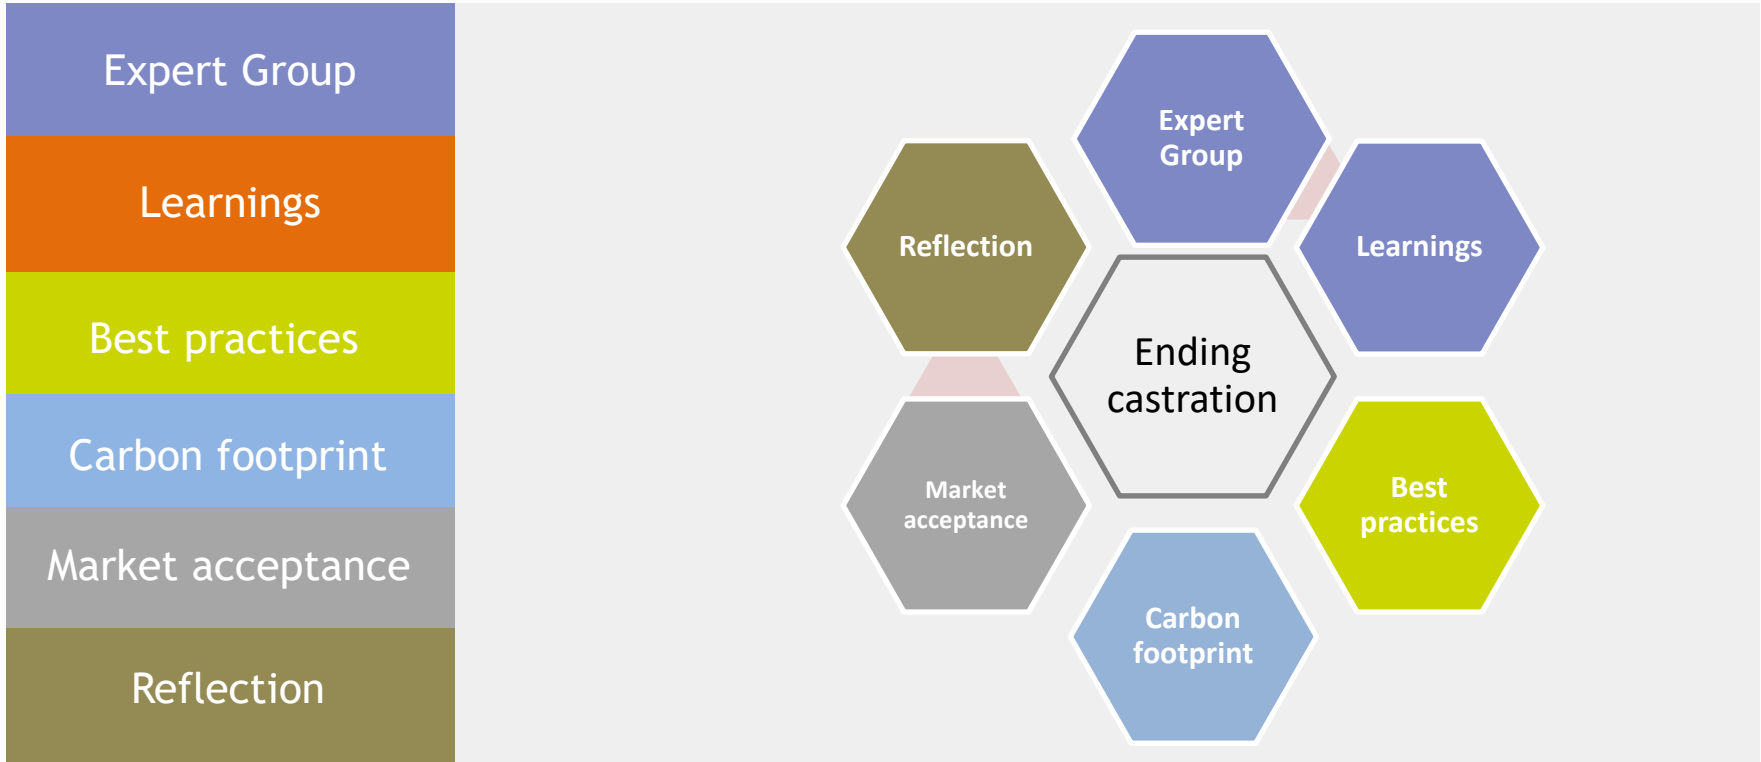 Expert Group
Learnings
Best practices
Carbon footprint
Market acceptance
Reflection
Expert
Group
Reflection
Learnings
Ending
castration
Market
acceptance
Best
practices
Carbon
footprint